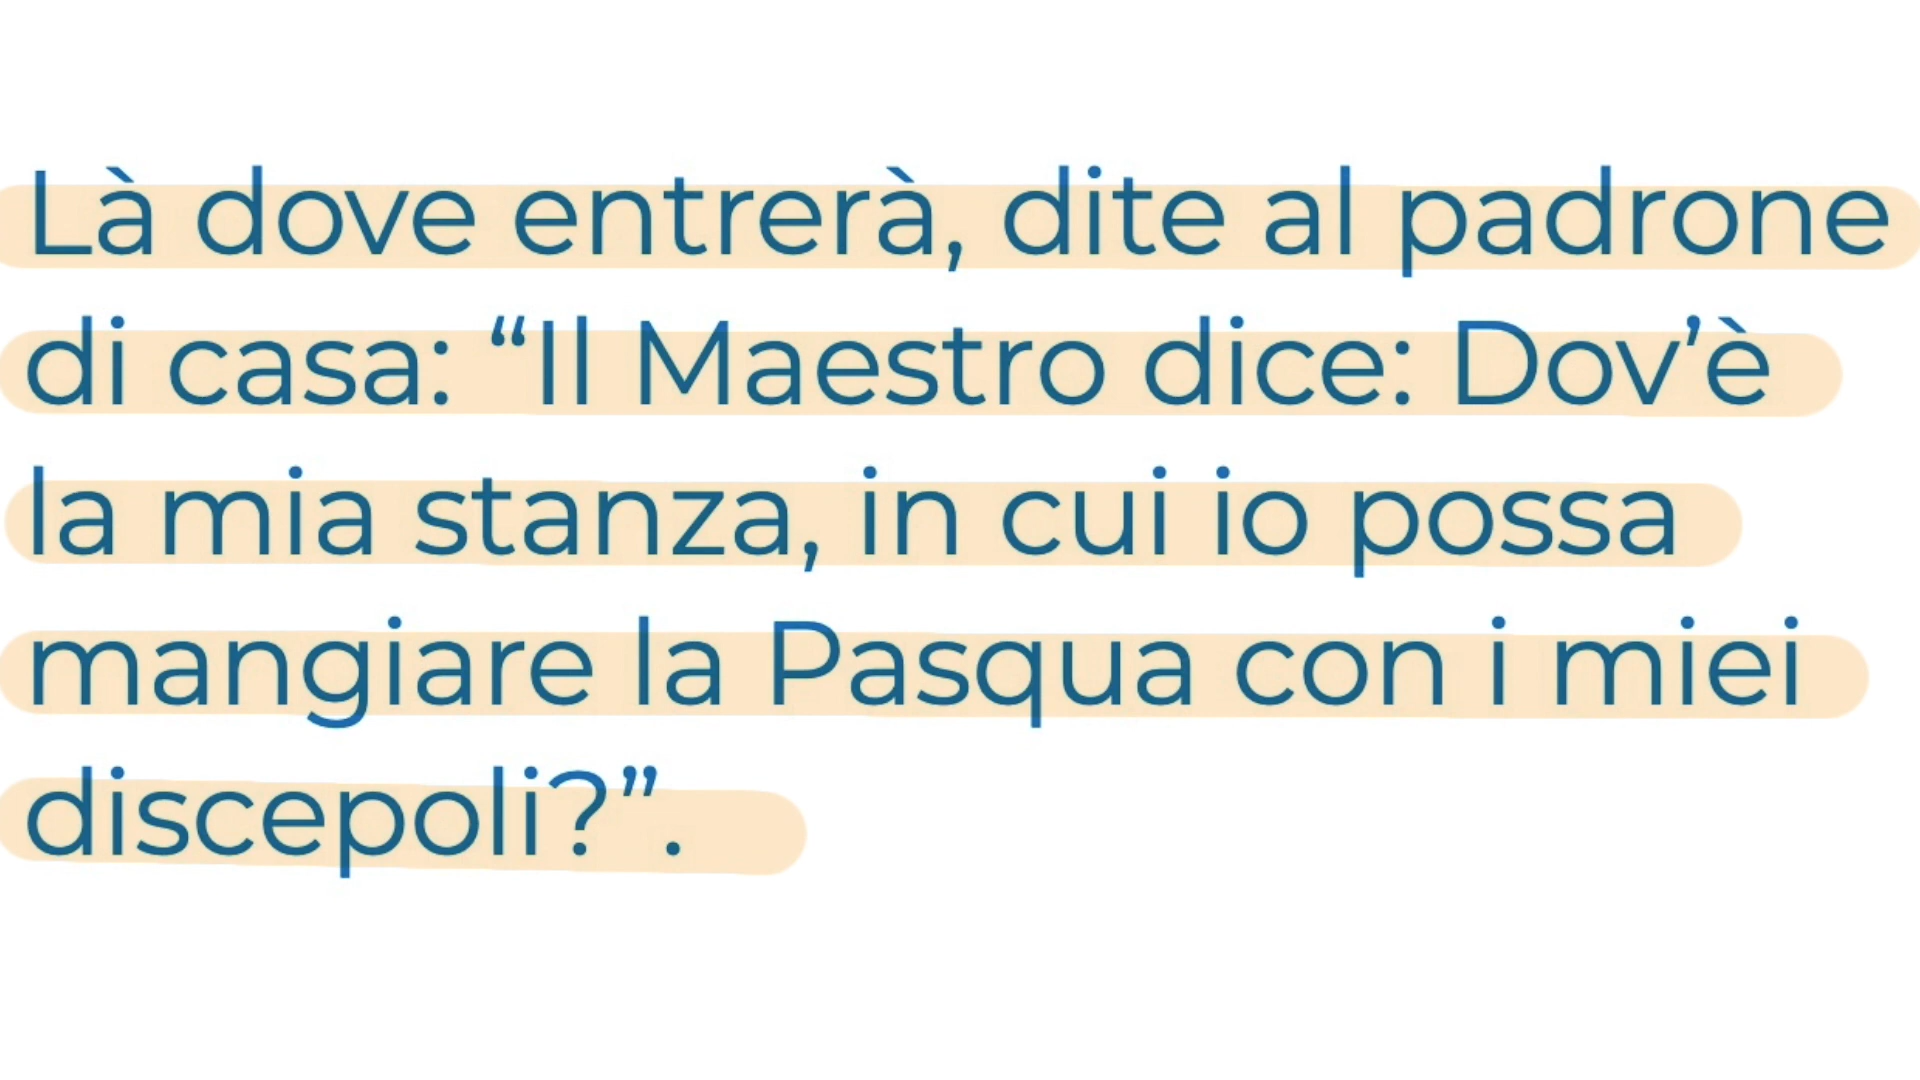 Là dove entrerà, dite al padrone
di casa: “Il Maestro dice: Dov’è
la mia stanza, in cui io possa
mangiare la Pasqua con i miei
discepoli?”.